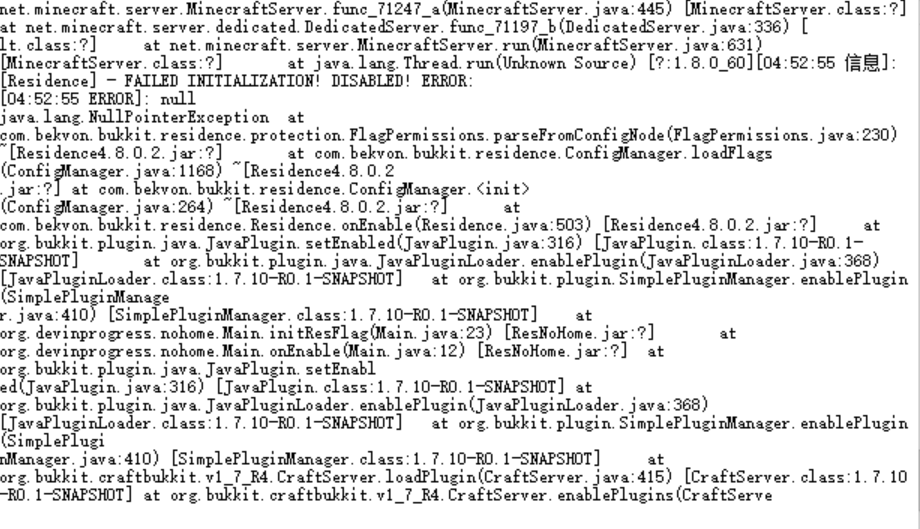 net.minecraft.server.MinecraftServer.func_71247_a(MinecraftServer.java:445) [MinecraftServer.class:?]
at net.minecraft.server.dedicated.DedicatedServer.func_71197_b(DedicatedServer.java:336) [
lt.class:?]      at net.minecraft.server.MinecraftServer.run(MinecraftServer.java:631)
[MinecraftServer.class:?]        at java.lang.Thread.run(Unknown Source) [?:1.8.0_60][04:52:55 信息]:
[Residence] - FAILED INITIALIZATION! DISABLED! ERROR:
[04:52:55 ERROR]: null
java.lang.NullPointerException  at
com.bekvon.bukkit.residence.protection.FlagPermissions.parseFromConfigNode(FlagPermissions.java:230)
~[Residence4.8.0.2.jar:?]        at com.bekvon.bukkit.residence.ConfigManager.loadFlags
(ConfigManager.java:1168) ~[Residence4.8.0.2
.jar:?] at com.bekvon.bukkit.residence.ConfigManager.<init>
(ConfigManager.java:264) ~[Residence4.8.0.2.jar:?]       at
com.bekvon.bukkit.residence.Residence.onEnable(Residence.java:503) [Residence4.8.0.2.jar:?]      at
org.bukkit.plugin.java.JavaPlugin.setEnabled(JavaPlugin.java:316) [JavaPlugin.class:1.7.10-R0.1-
SNAPSHOT]        at org.bukkit.plugin.java.JavaPluginLoader.enablePlugin(JavaPluginLoader.java:368)
[JavaPluginLoader.class:1.7.10-R0.1-SNAPSHOT]    at org.bukkit.plugin.SimplePluginManager.enablePlugin
(SimplePluginManage
r.java:410) [SimplePluginManager.class:1.7.10-R0.1-SNAPSHOT]     at
org.devinprogress.nohome.Main.initResFlag(Main.java:23) [ResNoHome.jar:?]        at
org.devinprogress.nohome.Main.onEnable(Main.java:12) [ResNoHome.jar:?]  at
org.bukkit.plugin.java.JavaPlugin.setEnabl
ed(JavaPlugin.java:316) [JavaPlugin.class:1.7.10-R0.1-SNAPSHOT] at
org.bukkit.plugin.java.JavaPluginLoader.enablePlugin(JavaPluginLoader.java:368)
[JavaPluginLoader.class:1.7.10-R0.1-SNAPSHOT]    at org.bukkit.plugin.SimplePluginManager.enablePlugin
(SimplePlugi
nManager.java:410) [SimplePluginManager.class:1.7.10-R0.1-SNAPSHOT]      at
org.bukkit.craftbukkit.v1_7_R4.CraftServer.loadPlugin(CraftServer.java:415) [CraftServer.class:1.7.10
-R0.1-SNAPSHOT] at org.bukkit.craftbukkit.v1_7_R4.CraftServer.enablePlugins(CraftServe